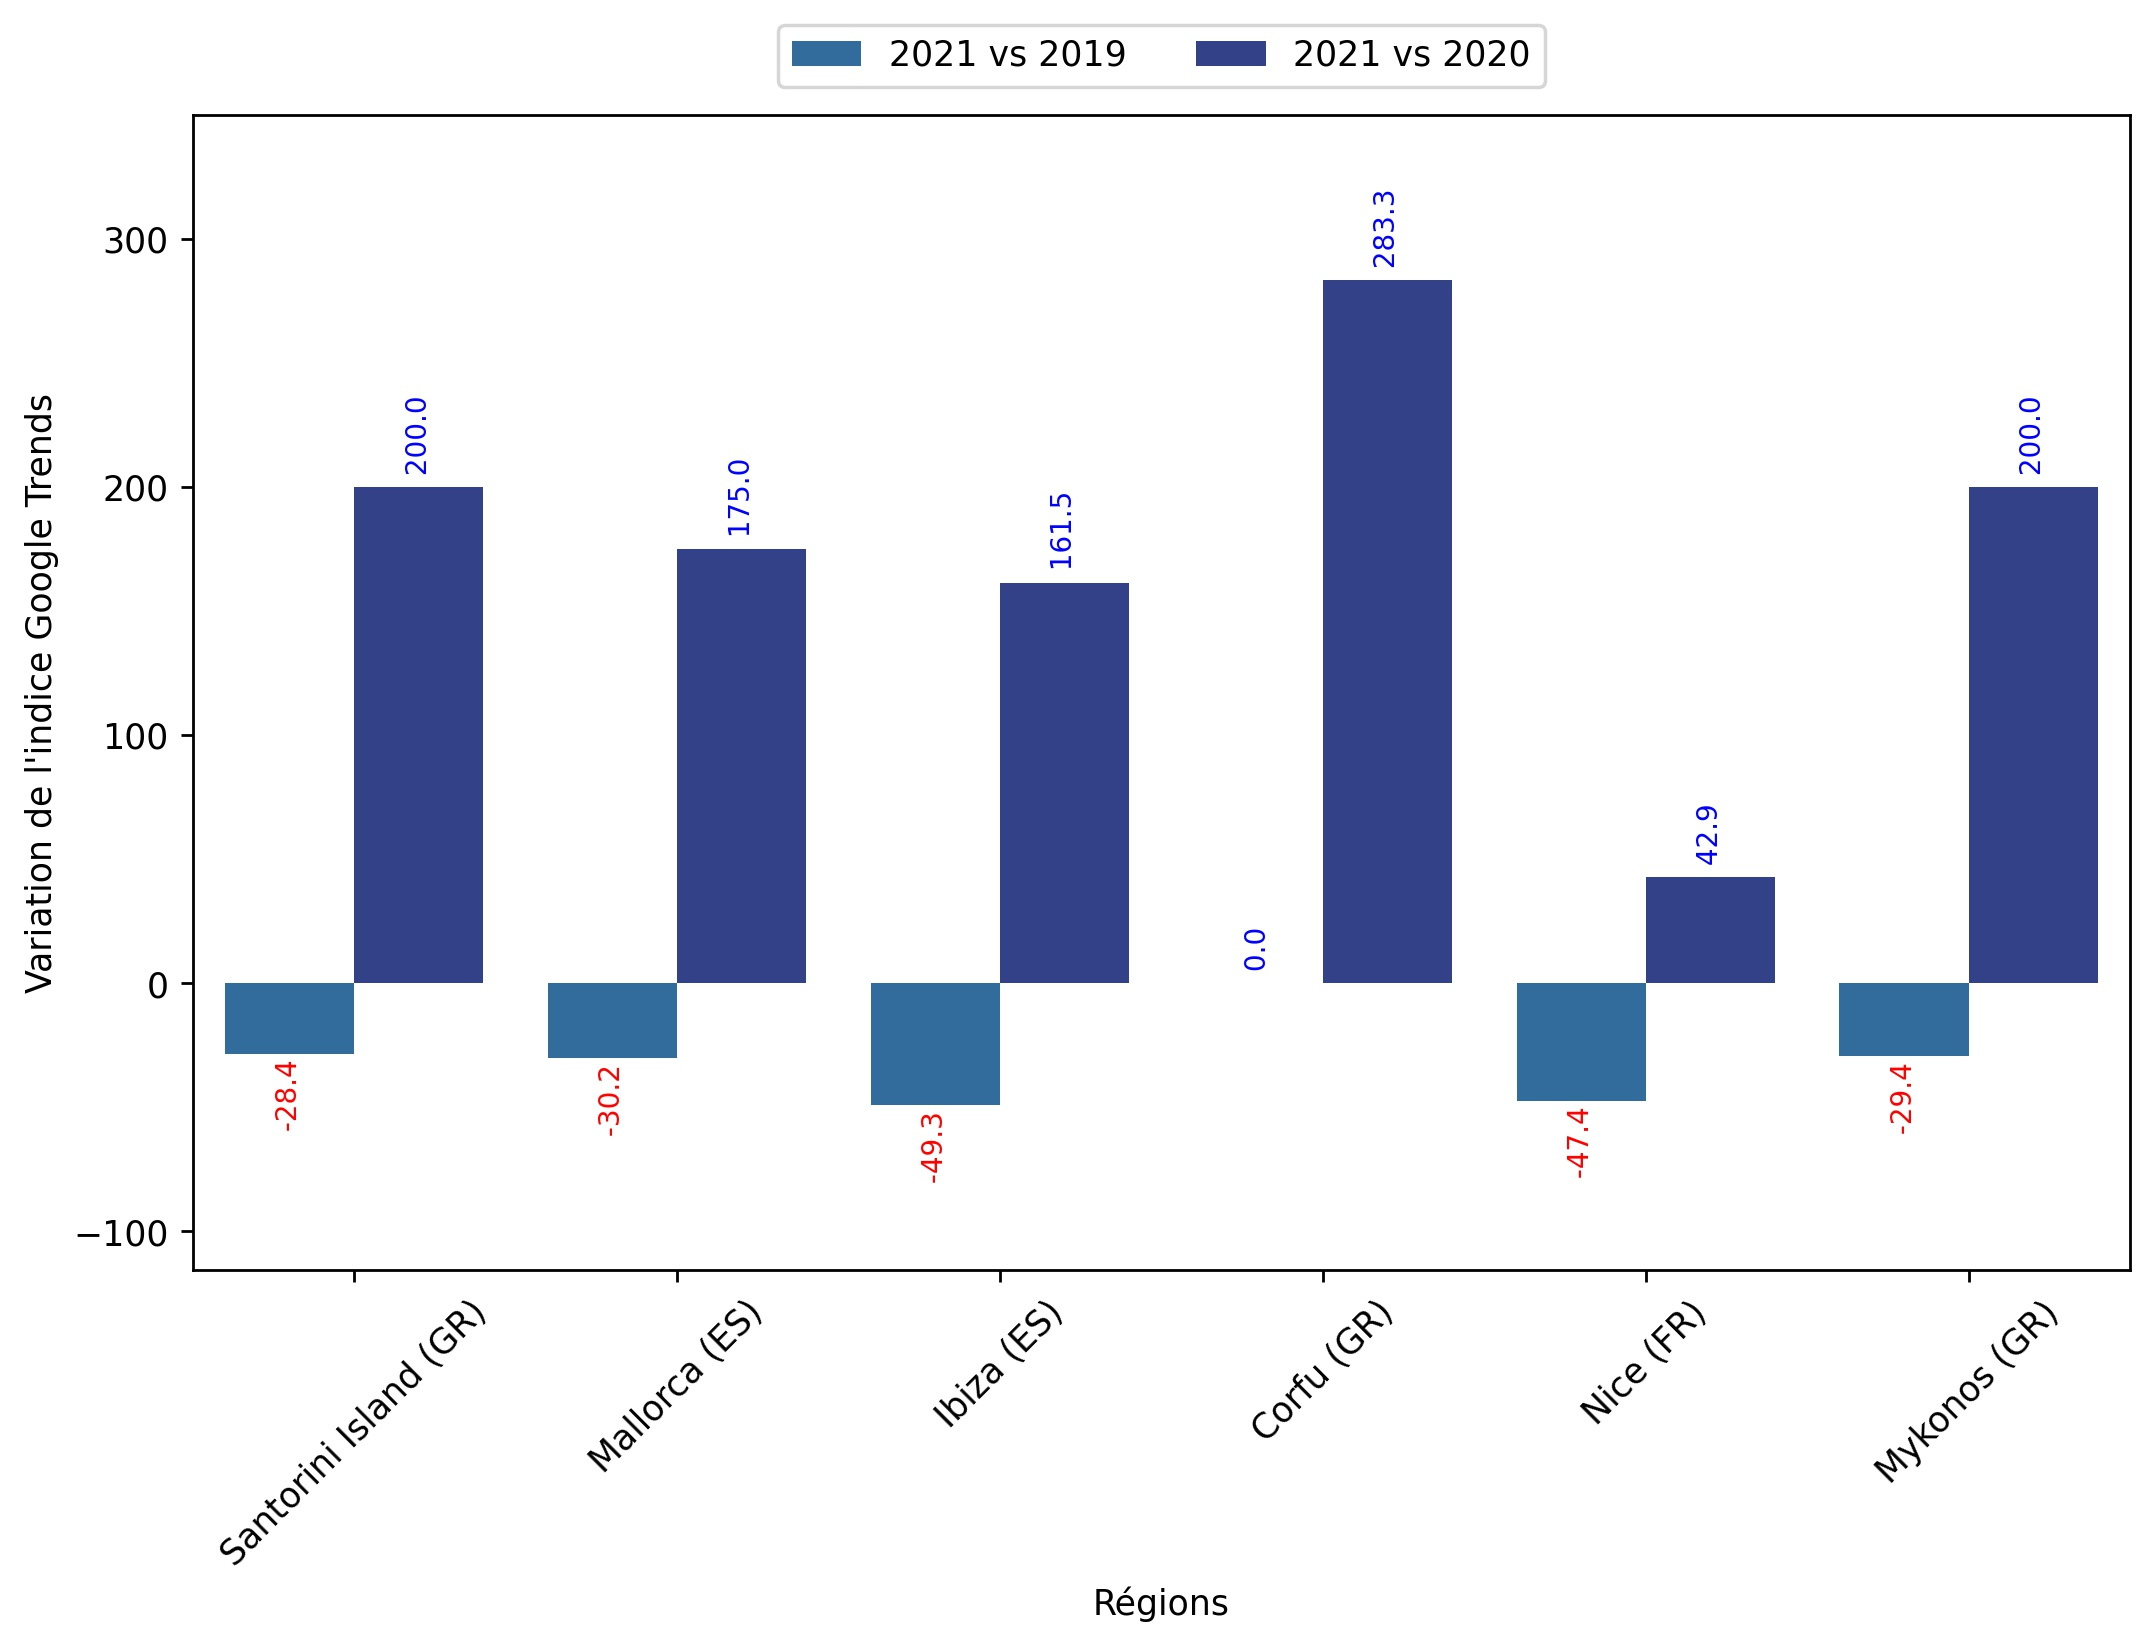 2021 vs 2019
2021 vs 2020
Variation de l'indice Google Trends
300
200
100
0
−100
-28.4
200.0
-30.2
175.0
-49.3
161.5
0.0
283.3
-47.4
42.9
-29.4
200.0
Santorini Island (GR)
Mallorca (ES)
Ibiza (ES)
Corfu (GR)
Nice (FR)
Mykonos (GR)
Régions